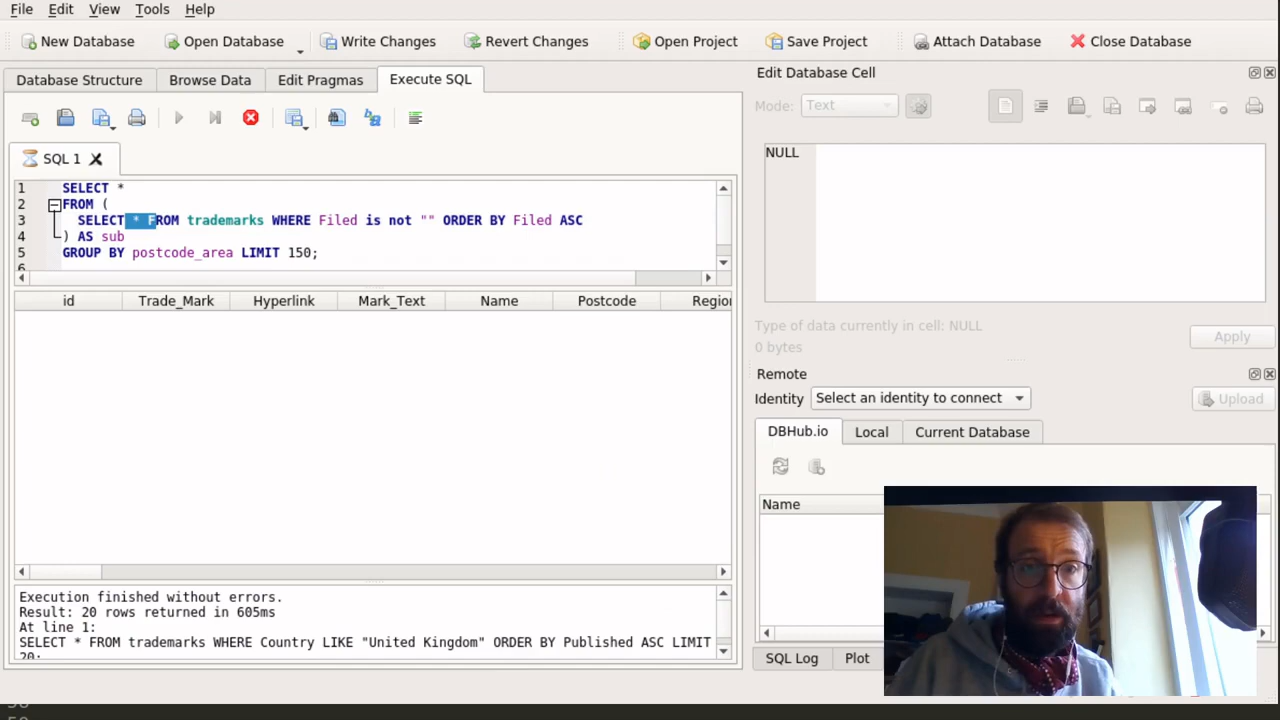 File Edit View Tools Help
New Database Open Database Write Changes Revert Changes Open Project Save Project Attach Database Close Database
Database Structure Browse Data Edit Pragmas Execute SQL
SQL 1
1 SELECT *
2 FROM (
3 SELECT * FROM trademarks WHERE Filed is not "" ORDER BY Filed ASC
4 ) AS sub
5 GROUP BY postcode_area LIMIT 150;
6
id Trade_Mark Hyperlink Mark_Text Name Postcode Region
Execution finished without errors.
Result: 20 rows returned in 605ms
At line 1:
SELECT * FROM trademarks WHERE Country LIKE "United Kingdom" ORDER BY Published ASC LIMIT
20;
Edit Database Cell
Mode: Text
NULL
Type of data currently in cell: NULL
0 bytes
Apply
Remote
Identity Select an identity to connect Upload
DBHub.io Local Current Database
Name
SQL Log Plot